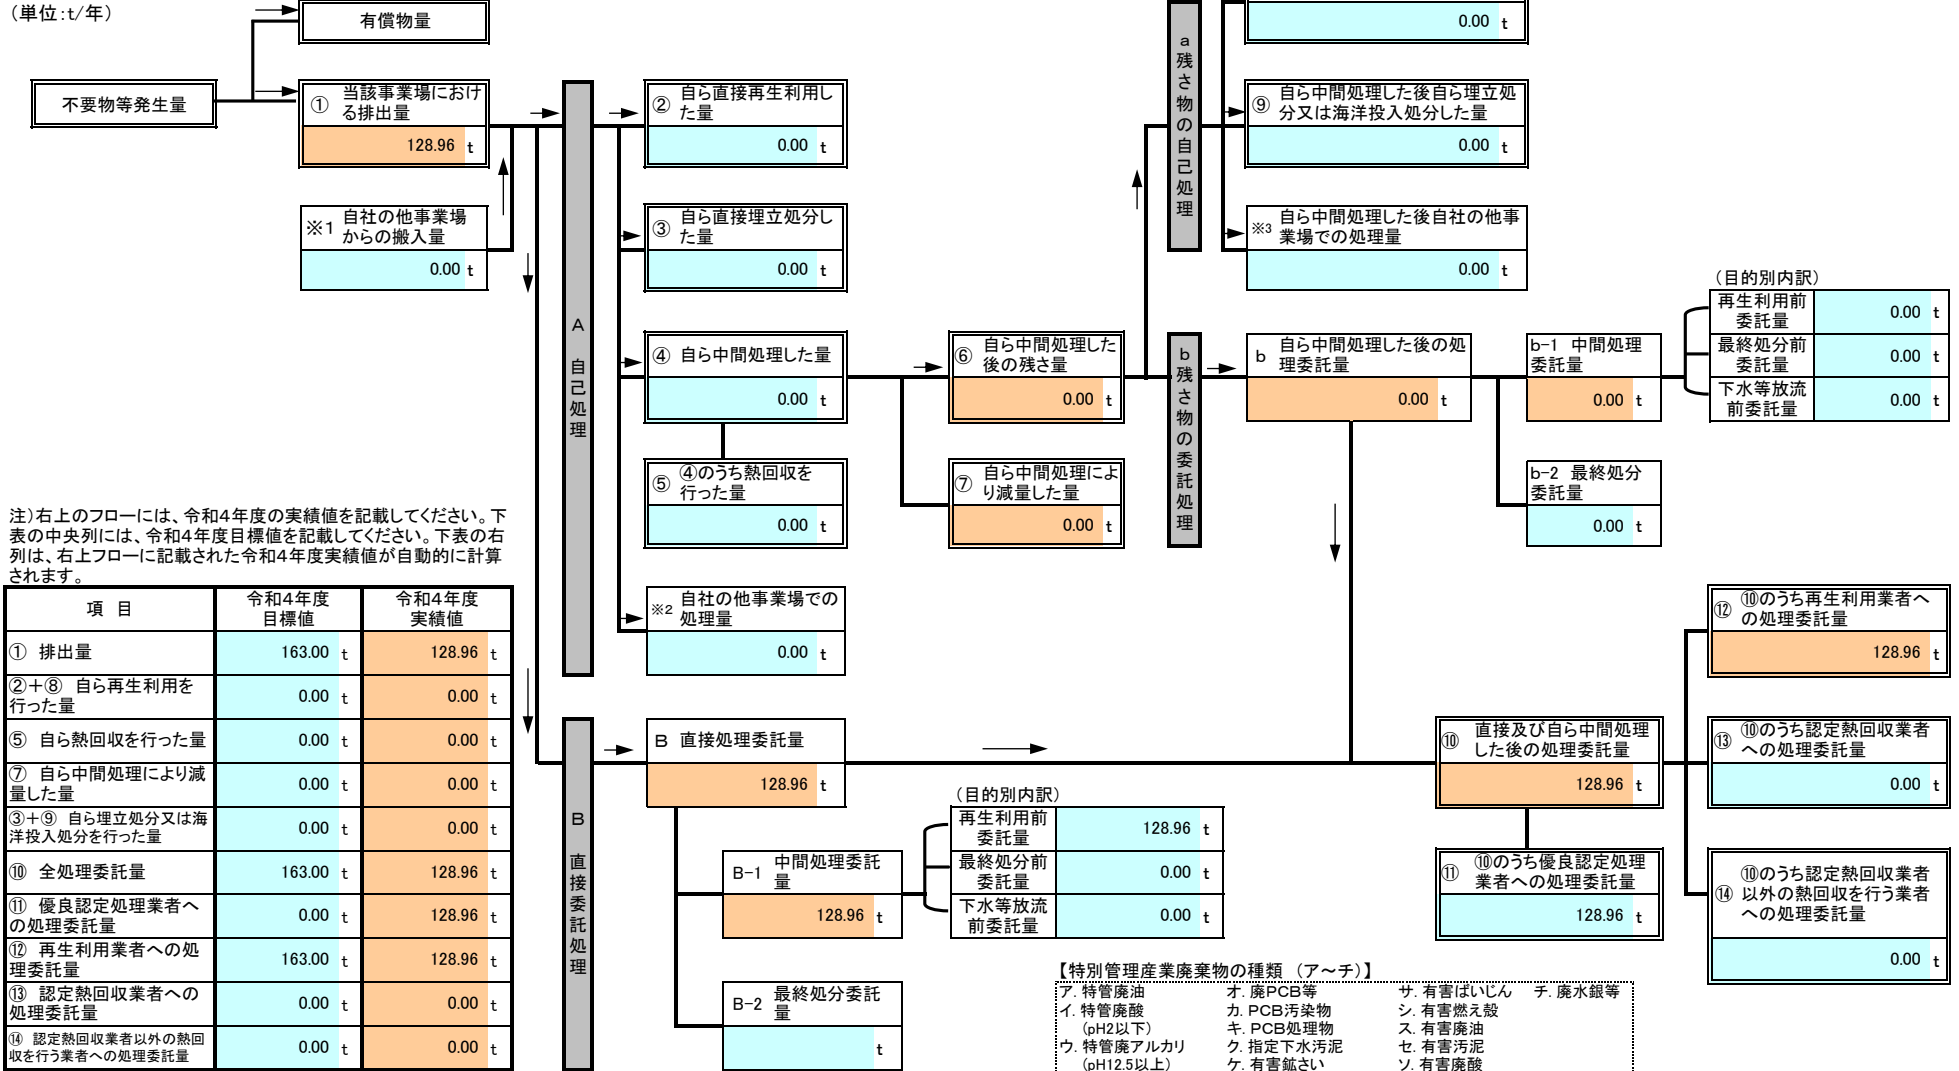 （単位：t/年）
有償物量
0.00 t
不要物等発生量
① 当該事業場におけ
る排出量
128.96 t
※1 自社の他事業場
からの搬入量
0.00 t
A 自己処理
② 自ら直接再生利用し
た量
0.00 t
③ 自ら直接埋立処分し
た量
0.00 t
④ 自ら中間処理した量
0.00 t
⑤ ④のうち熱回収を
行った量
0.00 t
※2 自社の他事業場での
処理量
0.00 t
⑥ 自ら中間処理した
後の残さ量
0.00 t
⑦ 自ら中間処理によ
り減量した量
0.00 t
a 残さ物の自己処理
⑨ 自ら中間処理した後自ら埋立処
分又は海洋投入処分した量
0.00 t
※3 自ら中間処理した後自社の他事
業場での処理量
0.00 t
b 残さ物の委託処理
b 自ら中間処理した後の処
理委託量
0.00 t
b-1 中間処理
委託量
0.00 t
b-2 最終処分
委託量
0.00 t
（目的別内訳）
再生利用前
委託量
0.00 t
最終処分前
委託量
0.00 t
下水等放流
前委託量
0.00 t
注）右上のフローには、令和4年度の実績値を記載してください。下
表の中央列には、令和4年度目標値を記載してください。下表の右
列は、右上フローに記載された令和4年度実績値が自動的に計算
されます。
項 目 令和4年度 令和4年度
目標値 実績値
① 排出量 163.00 t 128.96 t
②＋⑧ 自ら再生利用を
行った量 0.00 t 0.00 t
⑤ 自ら熱回収を行った量 0.00 t 0.00 t
⑦ 自ら中間処理により減
量した量 0.00 t 0.00 t
③＋⑨ 自ら埋立処分又は海
洋投入処分を行った量 0.00 t 0.00 t
⑩ 全処理委託量 163.00 t 128.96 t
⑪ 優良認定処理業者へ
の処理委託量 0.00 t 128.96 t
⑫ 再生利用業者への処
理委託量 163.00 t 128.96 t
⑬ 認定熱回収業者への
処理委託量 0.00 t 0.00 t
⑭ 認定熱回収業者以外の熱回
収を行う業者への処理委託量 0.00 t 0.00 t
B 直接委託処理
B 直接処理委託量
128.96 t
B-1 中間処理委託
量
128.96 t
B-2 最終処分委託
量
t
（目的別内訳）
再生利用前
委託量
128.96 t
最終処分前
委託量
0.00 t
下水等放流
前委託量
0.00 t
⑩ 直接及び自ら中間処理
した後の処理委託量
128.96 t
⑪ ⑩のうち優良認定処理
業者への処理委託量
128.96 t
⑫ ⑩のうち再生利用業者へ
の処理委託量
128.96 t
⑬ ⑩のうち認定熱回収業者
への処理委託量
0.00 t
⑭ ⑩のうち認定熱回収業者
以外の熱回収を行う業者
への処理委託量
0.00 t
【特別管理産業廃棄物の種類 （ア～チ）】
ア. 特管廃油 オ. 廃PCB等 サ. 有害ばいじん チ. 廃水銀等
イ. 特管廃酸 カ. PCB汚染物 シ. 有害燃え殻
（pH2以下） キ. PCB処理物 ス. 有害廃油
ウ. 特管廃アルカリ ク. 指定下水汚泥 セ. 有害汚泥
（pH12.5以上） ケ. 有害鉱さい ソ. 有害廃酸